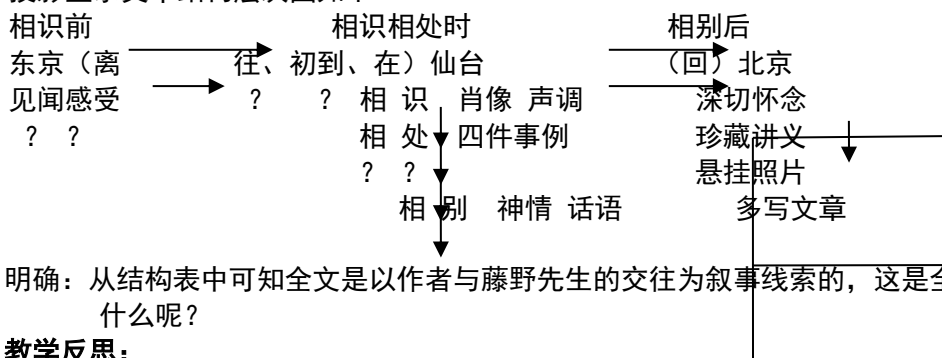 相识前 相识相处时 相别后
东京（离 往、初到、在）仙台 （回）北京
见闻感受 ? ? 相 识 肖像 声调 深切怀念
? ? 相 处 四件事例 珍藏讲义
? ? 悬挂照片
相 别 神情 话语 多写文章
明确：从结构表中可知全文是以作者与藤野先生的交往为叙事线索的，这是全
什么呢？
教学反思：